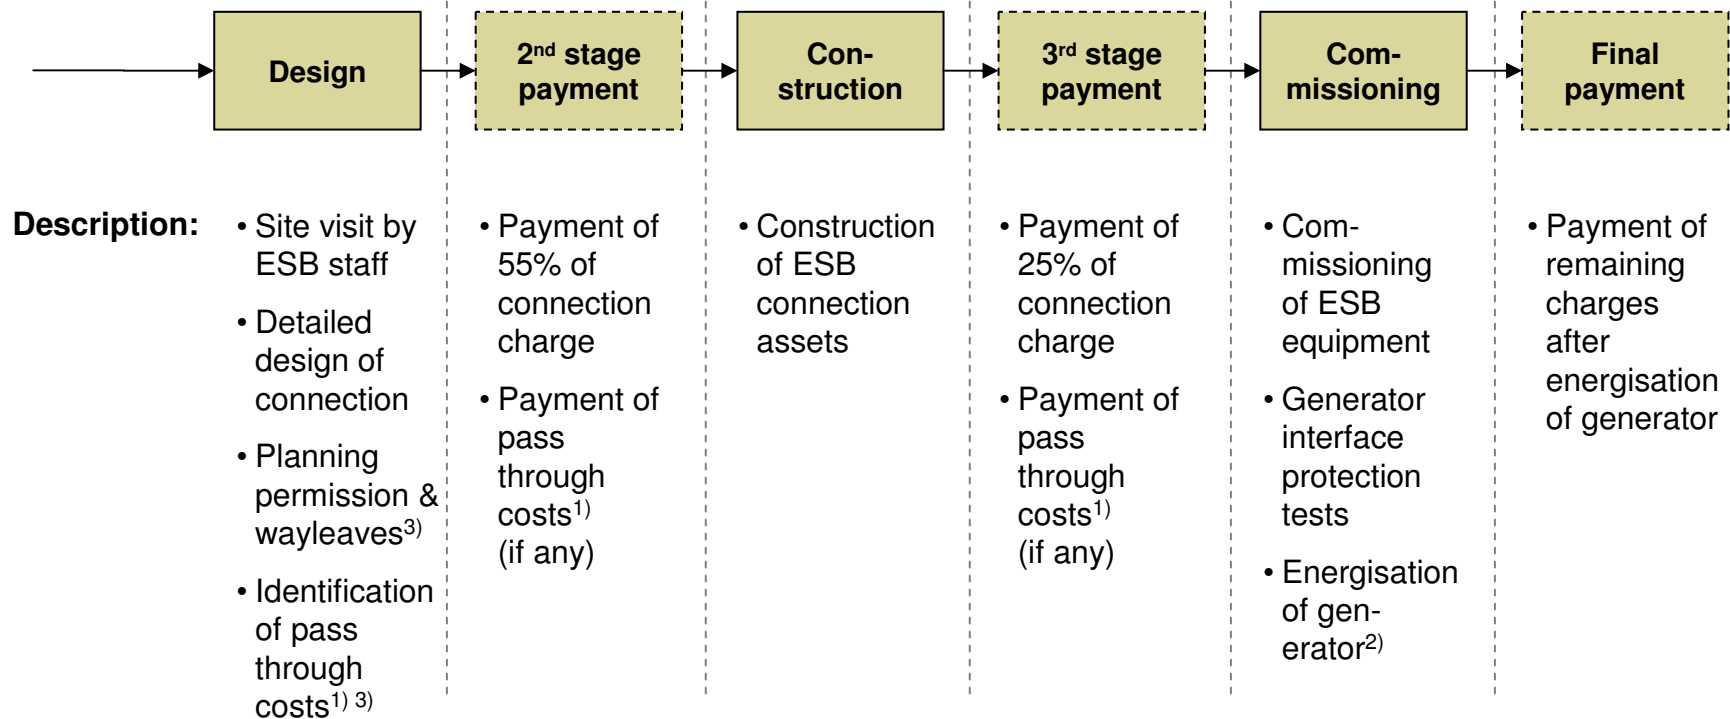 Design
2nd stage
payment
Con-
struction
3rd stage
payment
Com-
missioning
Final
payment
Description:
• Site visit by
ESB staff
• Detailed
design of
connection
• Planning
permission &
wayleaves3)
• Identification
of pass
through
costs1) 3)
• Payment of
55% of
connection
charge
• Payment of
pass
through
costs1)
(if any)
• Construction
of ESB
connection
assets
• Payment of
25% of
connection
charge
• Payment of
pass
through
costs1)
(if any)
• Com-
missioning
of ESB
equipment
• Generator
interface
protection
tests
• Energisation
of gen-
erator2)
• Payment of
remaining
charges
after
energisation
of generator